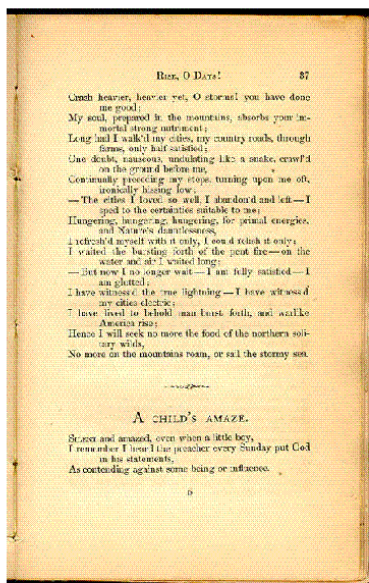 RISE, O DAYS! 37
Crash heavier, heavier yet, O storms! you have done
me good;
My soul, prepared in the mountains, absorbs your im-
mortal strong nutriment;
Long had I walk'd my cities, my country roads, through
farms, only half satisfied;
One doubt, nauseous, undulating like a snake, crawl'd
on the ground before me,
Continually preceding my steps, turning upon me oft,
ironically hissing low;
— The cities I loved so well, I abandon'd and left — I
sped to the certainties suitable to me;
Hungering, hungering, hungering, for primal energies,
and Nature's dauntlessness,
I refresh'd myself with it only, I could relish it only;
I waited the bursting forth of the pent fire — on the
water and air I waited long;
— But now I no longer wait — I am fully satisfied — I
am glutted;
I have witness'd the true lightning — I have witness'd
my cities electric;
I have lived to behold man burst forth, and warlike
America rise;
Hence I will seek no more the food of the northern soli-
tary wilds,
No more on the mountains roam, or sail the stormy sea.
A CHILD'S AMAZE.
SILENT and amazed, even when a little boy,
I remember I heard the preacher every Sunday put God
in his statements,
As contending against some being or influence.